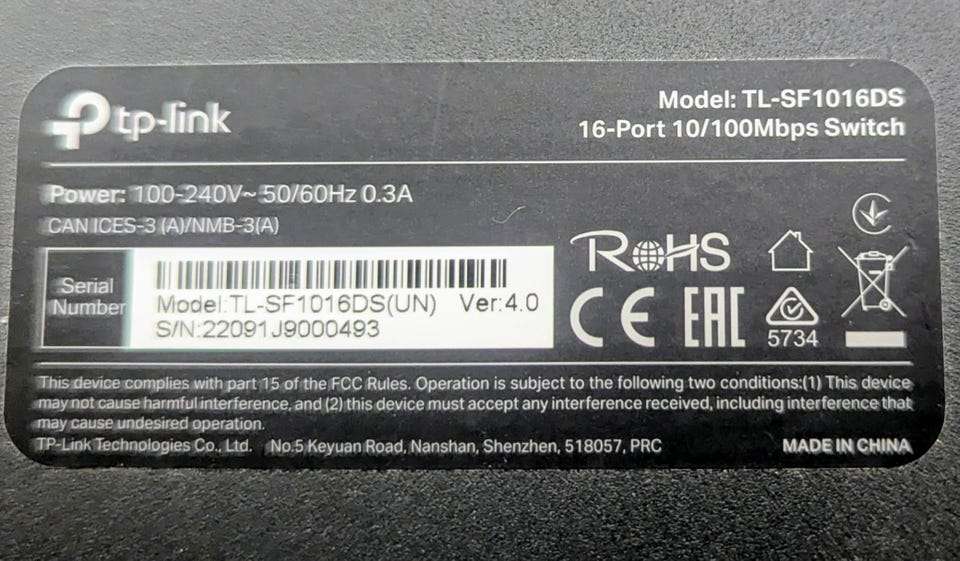 tp-link
Model: TL-SF1016DS
16-Port 10/100Mbps Switch
Power: 100-240V~ 50/60Hz 0.3A
CAN ICES-3 (A)/NMB-3(A)
Serial
Number
Model:TL-SF1016DS(UN) Ver:4.0
S/N:22091J9000493
RoHS
CE EAC
5734
This device complies with part 15 of the FCC Rules. Operation is subject to the following two conditions:(1) This device
may not cause harmful interference, and (2) this device must accept any interference received, including interference that
may cause undesired operation.
TP-Link Technologies Co., Ltd. No.5 Keyuan Road, Nanshan, Shenzhen, 518057, PRC
MADE IN CHINA